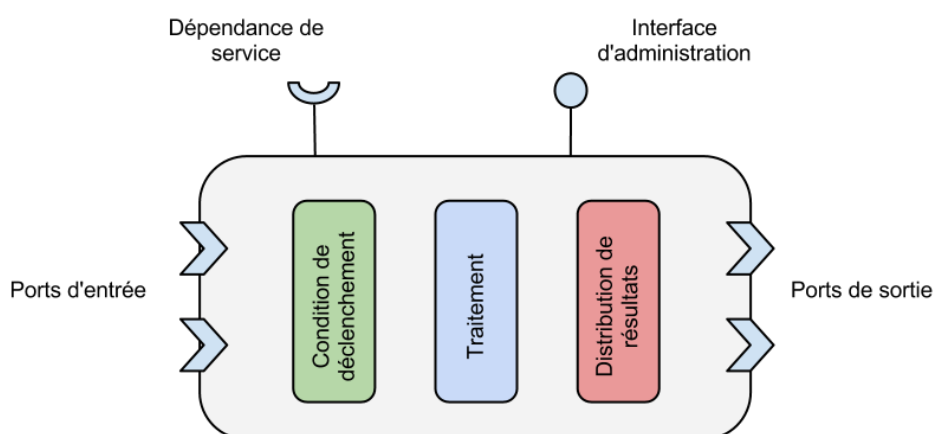 Dépendance de
service
Interface
d'administration
Ports d'entrée
Condition de
déclenchement
Traitement
Distribution de
résultats
Ports de sortie